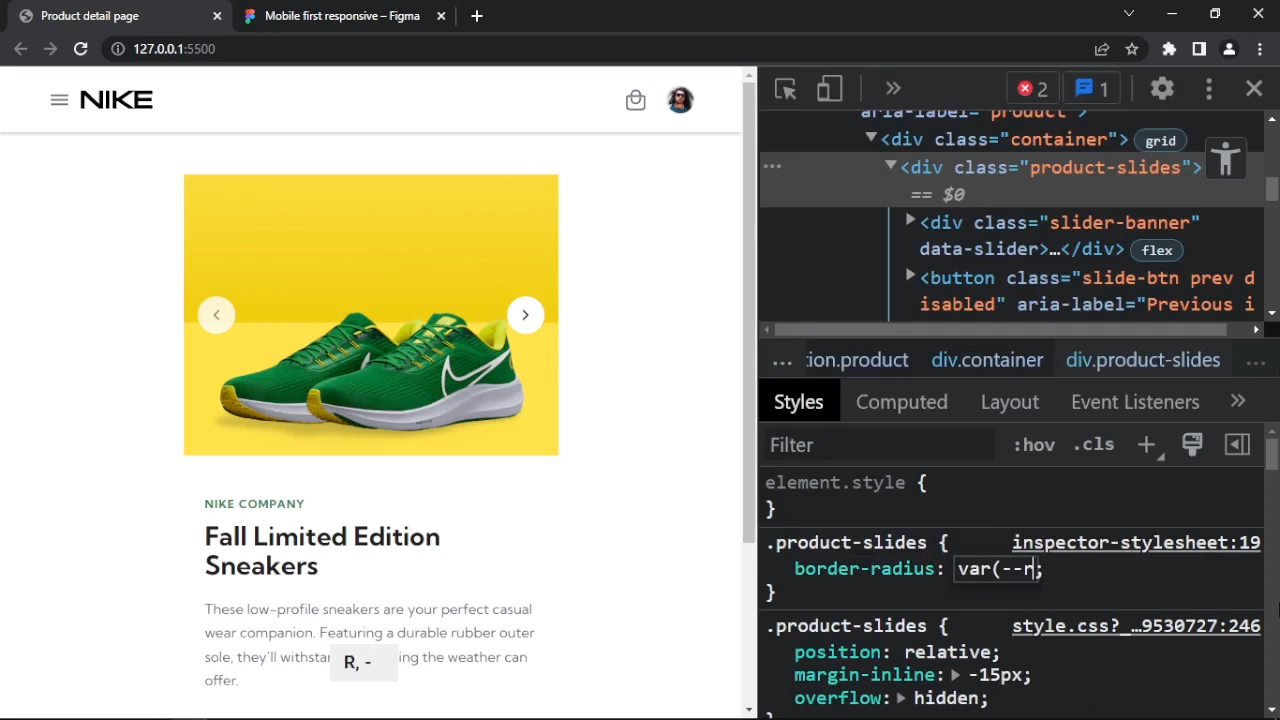 Product detail page
Mobile first responsive – Figma
127.0.0.1:5500
NIKE
2
1
aria-label="product">
<div class="container"> grid
<div class="product-slides">
== $0
<div class="slider-banner"
data-slider>…</div> flex
<button class="slide-btn prev d
isabled" aria-label="Previous i
... tion.product div.container div.product-slides ...
Styles Computed Layout Event Listeners
Filter :hov .cls
element.style {
}
.product-slides { inspector-stylesheet:19
border-radius: var(--r;
}
.product-slides { style.css?_…9530727:246
position: relative;
margin-inline: -15px;
overflow: hidden;
NIKE COMPANY
Fall Limited Edition
Sneakers
These low-profile sneakers are your perfect casual
wear companion. Featuring a durable rubber outer
sole, they'll withsta ing the weather can
offer.
R, -